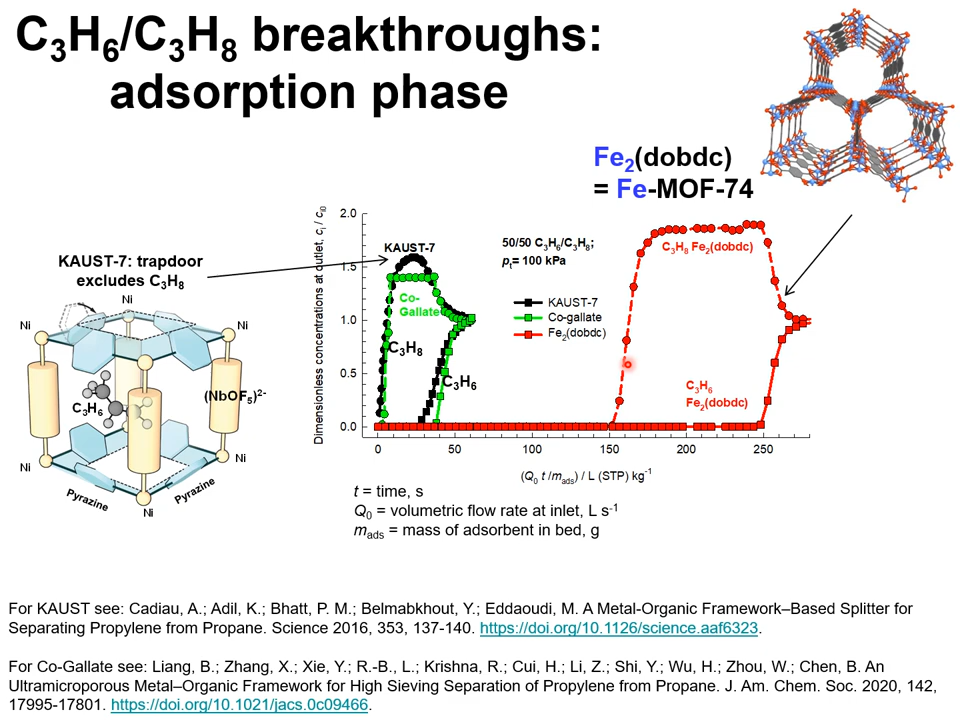 C3H6/C3H8 breakthroughs:
adsorption phase
Fe2(dobdc)
= Fe-MOF-74
KAUST-7: trapdoor
excludes C3H8
Ni
Ni
Ni
(NbOF5)2-
C3H6
Ni
Ni
Pyrazine
Pyrazine
Ni
Dimensionless concentrations at outlet, ci / ci0
2.0
1.5
1.0
0.5
0.0
KAUST-7
50/50 C3H6/C3H8;
pt= 100 kPa
C3H8 Fe2(dobdc)
Co-
Gallate
KAUST-7
Co-gallate
Fe2(dobdc)
C3H8
C3H6
C3H6
Fe2(dobdc)
0
50
100
150
200
250
(Q0 t /mads) / L (STP) kg-1
t = time, s
Q0 = volumetric flow rate at inlet, L s-1
mads = mass of adsorbent in bed, g
For KAUST see: Cadiau, A.; Adil, K.; Bhatt, P. M.; Belmabkhout, Y.; Eddaoudi, M. A Metal-Organic Framework–Based Splitter for
Separating Propylene from Propane. Science 2016, 353, 137-140. https://doi.org/10.1126/science.aaf6323.
For Co-Gallate see: Liang, B.; Zhang, X.; Xie, Y.; R.-B., L.; Krishna, R.; Cui, H.; Li, Z.; Shi, Y.; Wu, H.; Zhou, W.; Chen, B. An
Ultramicroporous Metal–Organic Framework for High Sieving Separation of Propylene from Propane. J. Am. Chem. Soc. 2020, 142,
17995-17801. https://doi.org/10.1021/jacs.0c09466.